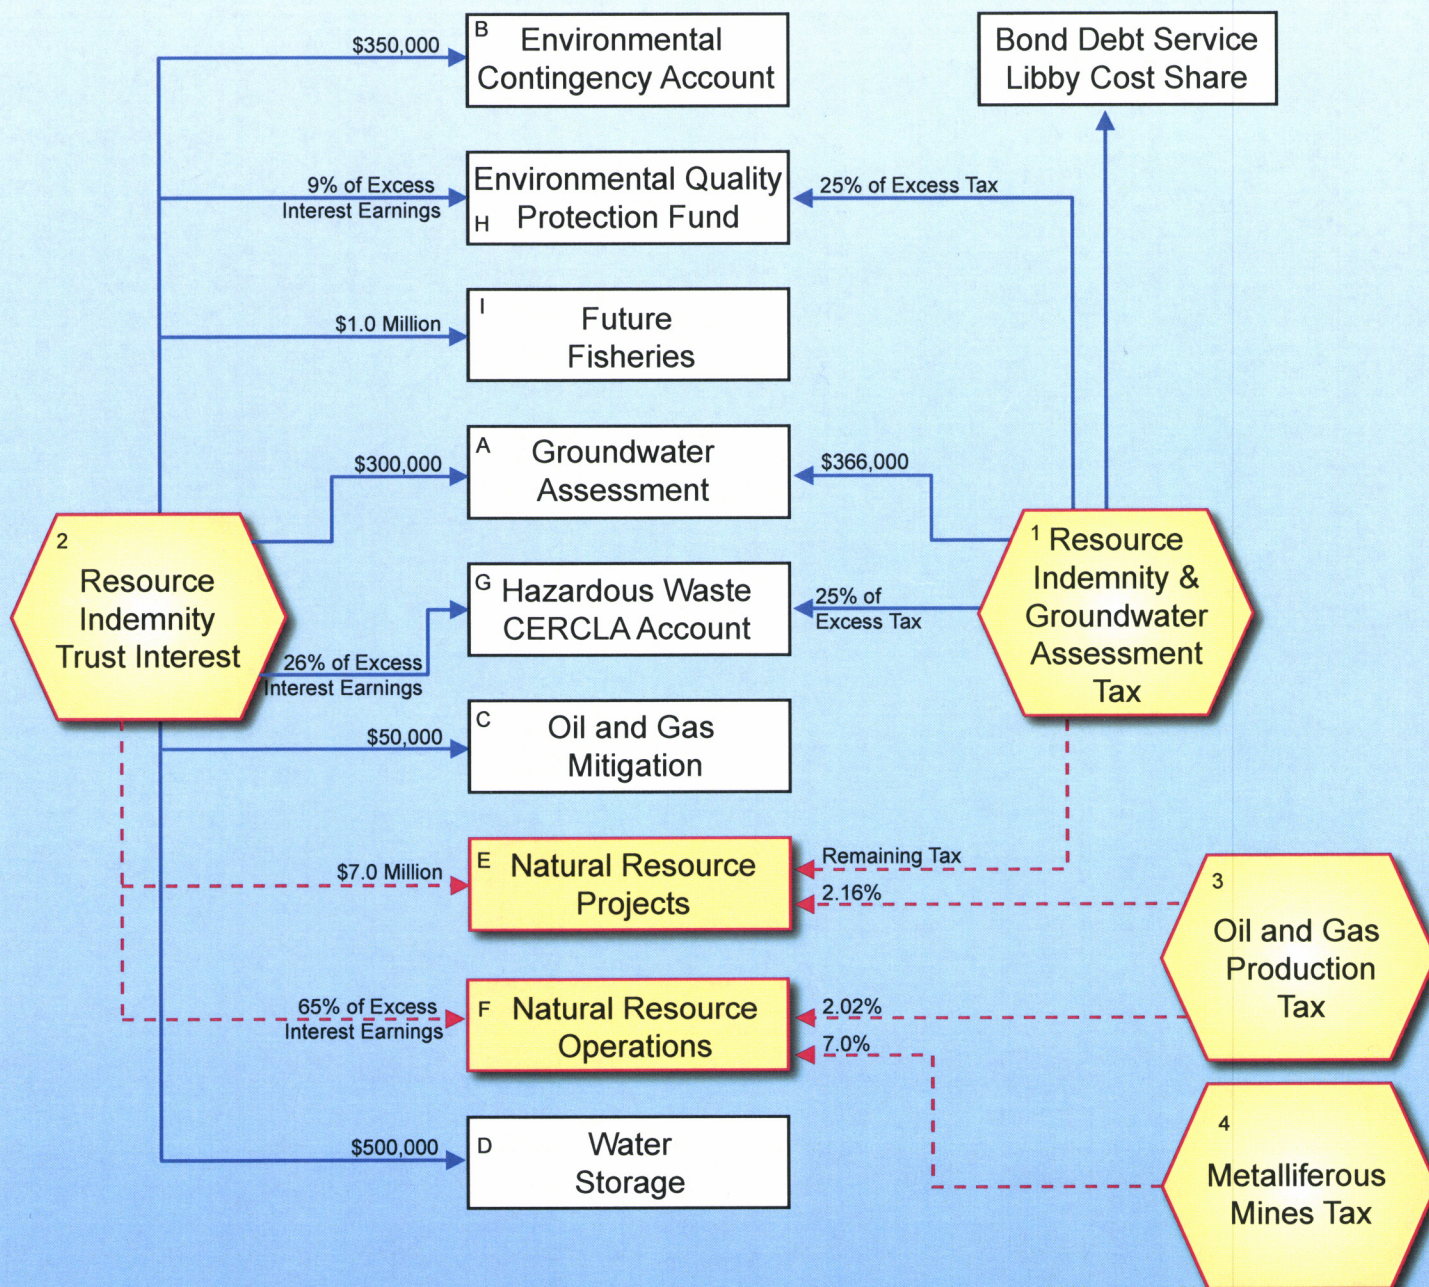 B
Environmental
Contingency Account
$350,000
Bond Debt Service
Libby Cost Share
Environmental Quality
Protection Fund
H
9% of Excess
Interest Earnings
25% of Excess Tax
I
Future
Fisheries
$1.0 Million
A
Groundwater
Assessment
$300,000
$366,000
2
Resource
Indemnity
Trust Interest
G
Hazardous Waste
CERCLA Account
26% of Excess
Interest Earnings
25% of
Excess Tax
1
Resource
Indemnity &
Groundwater
Assessment
Tax
C
Oil and Gas
Mitigation
$50,000
E
Natural Resource
Projects
$7.0 Million
Remaining Tax
2.16%
3
Oil and Gas
Production
Tax
F
Natural Resource
Operations
65% of Excess
Interest Earnings
2.02%
7.0%
4
Metalliferous
Mines Tax
D
Water
Storage
$500,000